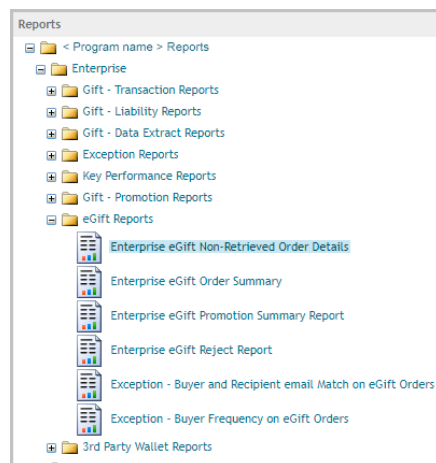 Reports
< Program name > Reports
Enterprise
Gift - Transaction Reports
Gift - Liability Reports
Gift - Data Extract Reports
Exception Reports
Key Performance Reports
Gift - Promotion Reports
eGift Reports
Enterprise eGift Non-Retrieved Order Details
Enterprise eGift Order Summary
Enterprise eGift Promotion Summary Report
Enterprise eGift Reject Report
Exception - Buyer and Recipient email Match on eGift Orders
Exception - Buyer Frequency on eGift Orders
3rd Party Wallet Reports